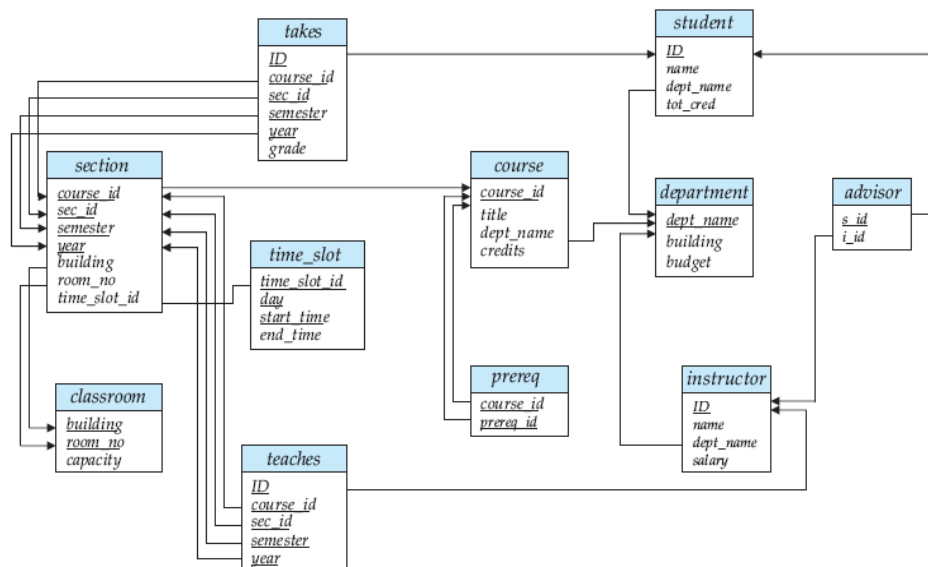 takes
ID
course_id
sec_id
semester
year
grade
student
ID
name
dept_name
tot_cred
section
course_id
sec_id
semester
year
building
room_no
time_slot_id
course
course_id
title
dept_name
credits
department
dept_name
building
budget
advisor
s_id
i_id
time_slot
time_slot_id
day
start_time
end_time
prereq
course_id
prereq_id
instructor
ID
name
dept_name
salary
classroom
building
room_no
capacity
teaches
ID
course_id
sec_id
semester
year